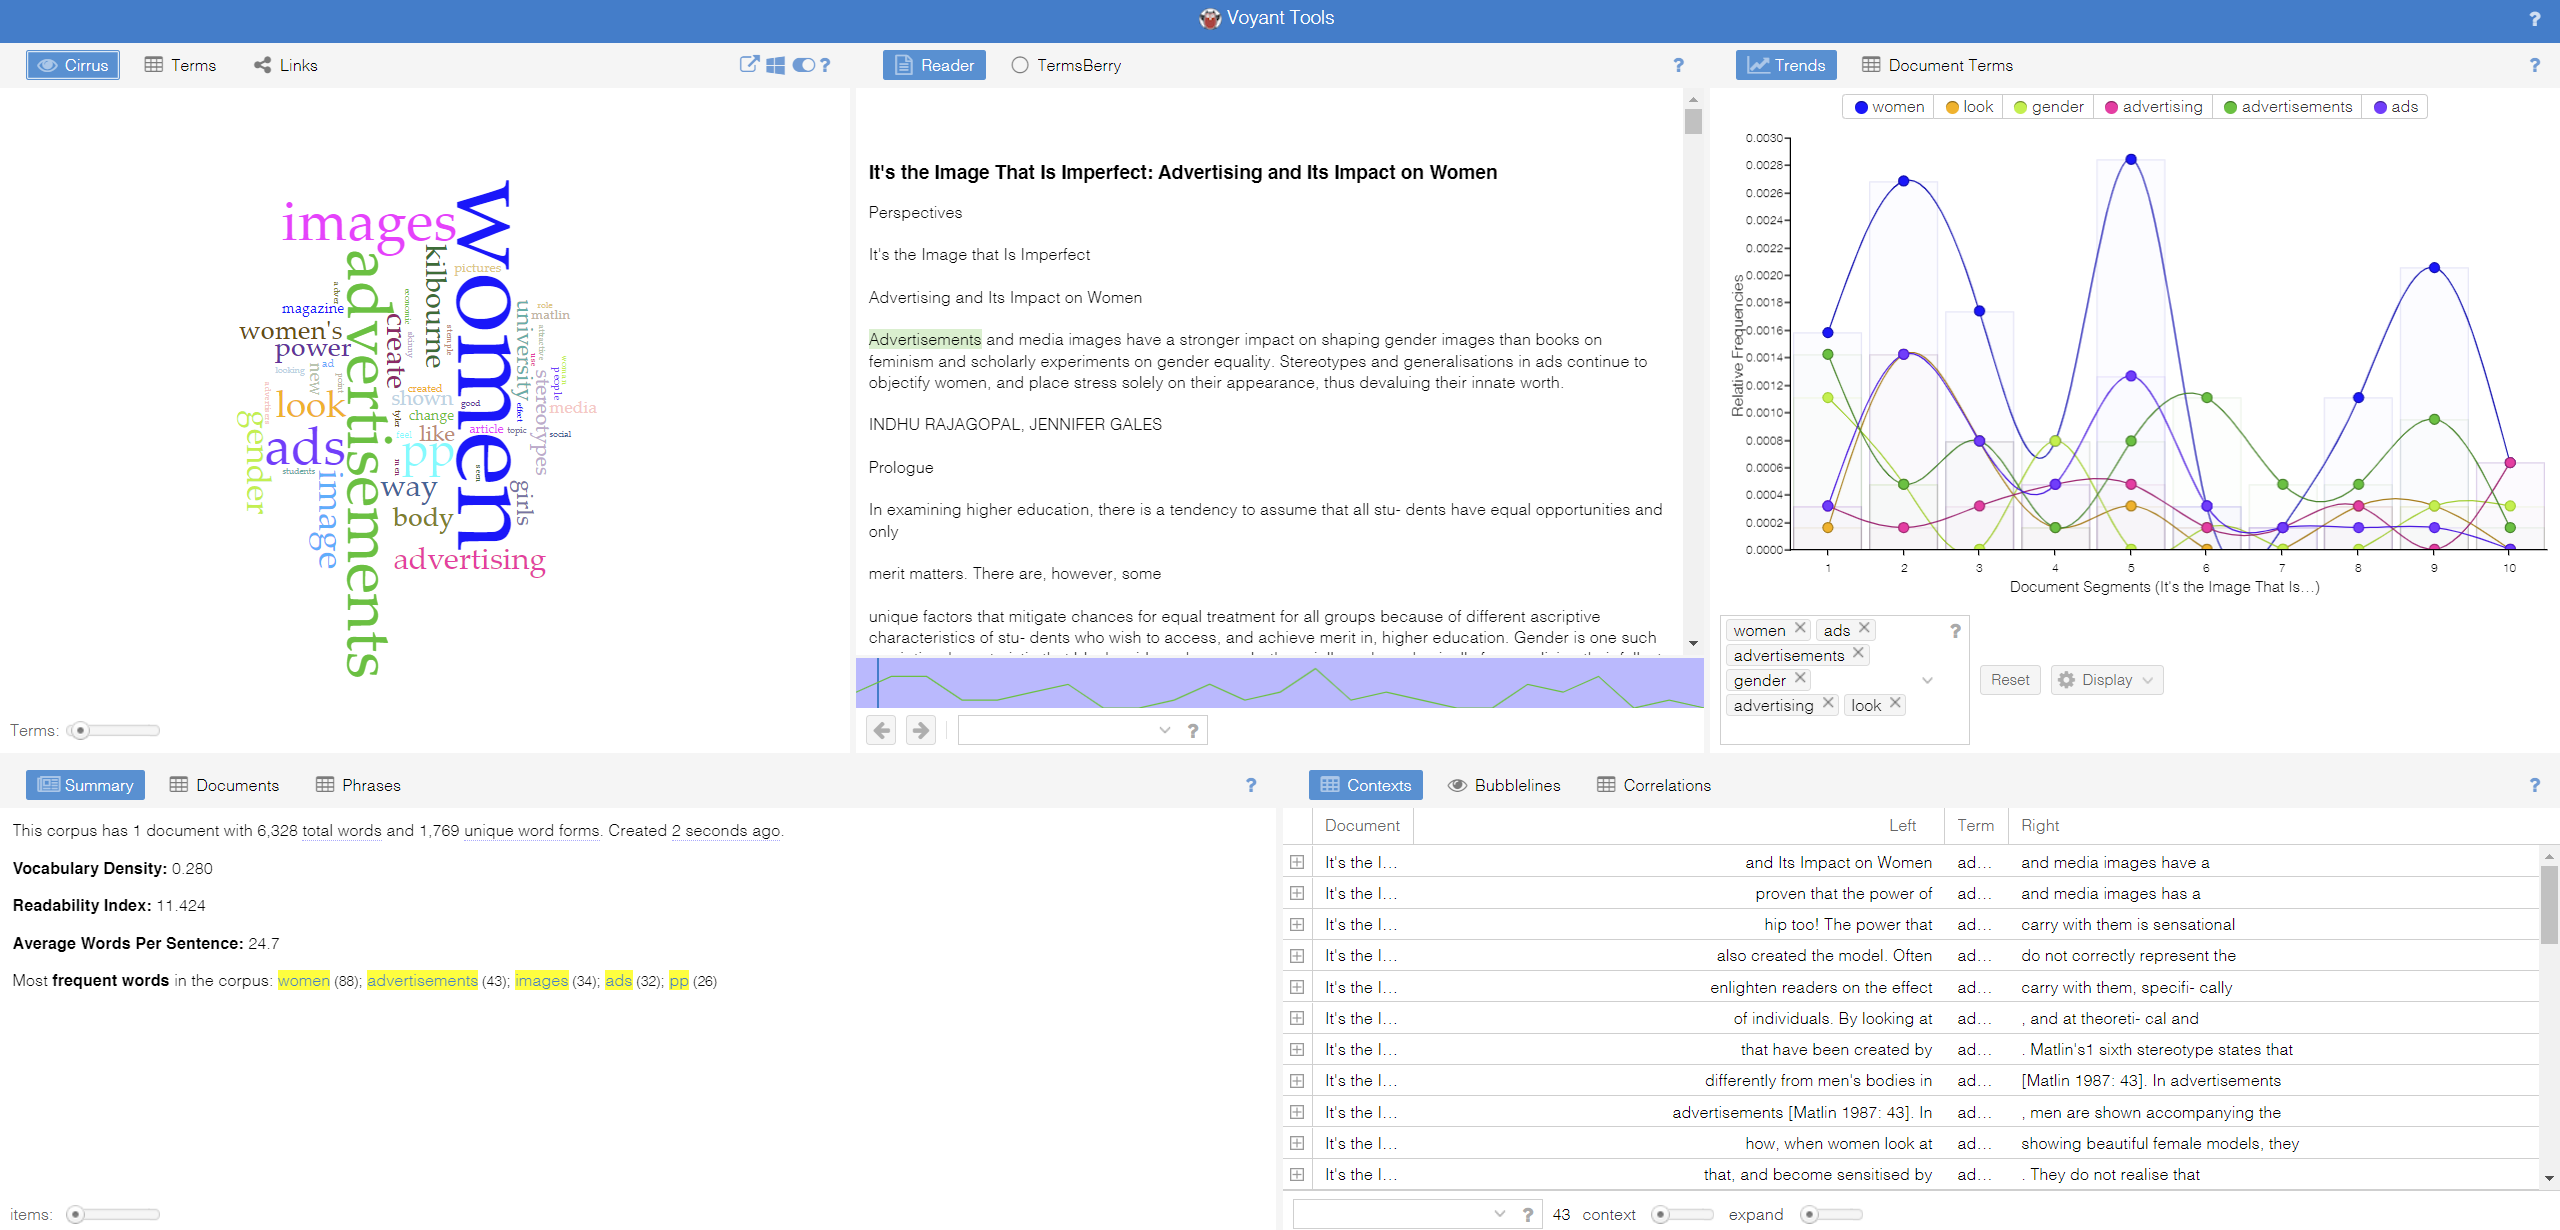 Voyant Tools
?
Cirrus
Terms
Links
?
images
women
advertisements
kilbourne
pictures
magazine
women's
power
create
university
role
matlin
economic
skinny
stemple
attractive
looking
ad
new
point
look
gender
ads
image
created
shown
change
tyler
feel
like
pp
good
article
topic
effect
use
stereotypes
people
woman
media
social
students
men
seen
way
body
girls
advertising
Terms:
Reader
TermsBerry
?
It's the Image That Is Imperfect: Advertising and Its Impact on Women
Perspectives
It's the Image that Is Imperfect
Advertising and Its Impact on Women
Advertisements and media images have a stronger impact on shaping gender images than books on
feminism and scholarly experiments on gender equality. Stereotypes and generalisations in ads continue to
objectify women, and place stress solely on their appearance, thus devaluing their innate worth.
INDHU RAJAGOPAL, JENNIFER GALES
Prologue
In examining higher education, there is a tendency to assume that all stu- dents have equal opportunities and
only
merit matters. There are, however, some
unique factors that mitigate chances for equal treatment for all groups because of different ascriptive
characteristics of stu- dents who wish to access, and achieve merit in, higher education. Gender is one such
?
Trends
Document Terms
?
women look gender advertising advertisements ads
Relative Frequencies
0.0030
0.0028
0.0026
0.0024
0.0022
0.0020
0.0018
0.0016
0.0014
0.0012
0.0010
0.0008
0.0006
0.0004
0.0002
0.0000
1 2 3 4 5 6 7 8 9 10
Document Segments (It's the Image That Is...)
women ads
?
advertisements
gender
advertising look
Reset
Display
Summary
Documents
Phrases
?
This corpus has 1 document with 6,328 total words and 1,769 unique word forms. Created 2 seconds ago.
Vocabulary Density: 0.280
Readability Index: 11.424
Average Words Per Sentence: 24.7
Most frequent words in the corpus: women (88); advertisements (43); images (34); ads (32); pp (26)
items:
Contexts
Bubblelines
Correlations
?
Document Left Term Right
It's the I... and Its Impact on Women ad... and media images have a
It's the I... proven that the power of ad... and media images has a
It's the I... hip too! The power that ad... carry with them is sensational
It's the I... also created the model. Often ad... do not correctly represent the
It's the I... enlighten readers on the effect ad... carry with them, specifi- cally
It's the I... of individuals. By looking at ad... , and at theoreti- cal and
It's the I... that have been created by ad... . Matlin's1 sixth stereotype states that
It's the I... differently from men's bodies in ad... [Matlin 1987: 43]. In advertisements
It's the I... advertisements [Matlin 1987: 43]. In ad... , men are shown accompanying the
It's the I... how, when women look at ad... showing beautiful female models, they
It's the I... that, and become sensitised by ad... . They do not realise that
? 43 context expand